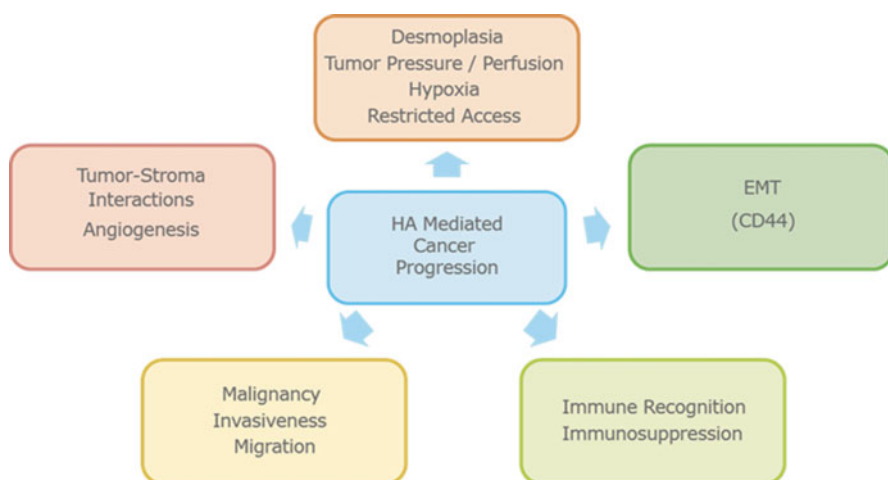 Desmoplasia
Tumor Pressure / Perfusion
Hypoxia
Restricted Access
Tumor-Stroma
Interactions
Angiogenesis
HA Mediated
Cancer
Progression
EMT
(CD44)
Malignancy
Invasiveness
Migration
Immune Recognition
Immunosuppression